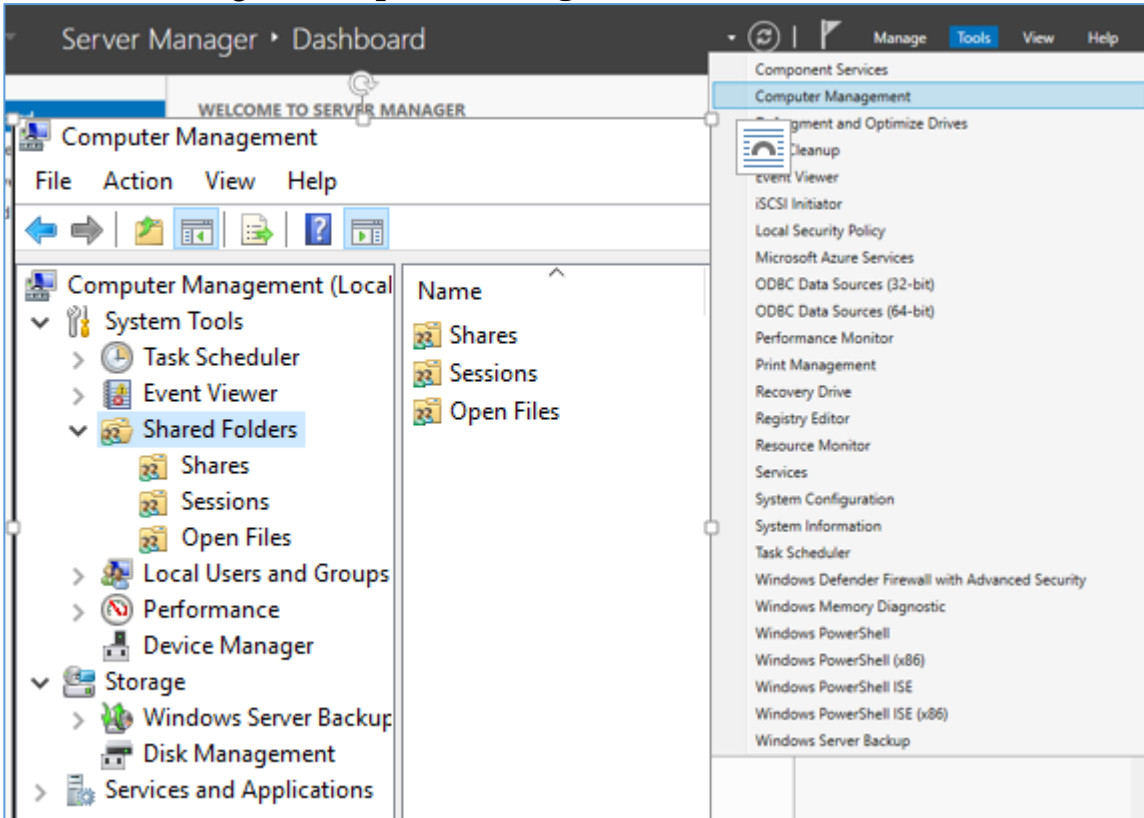 Server Manager • Dashboard
Manage Tools View Help
WELCOME TO SERVER MANAGER
Computer Management
File Action View Help
Computer Management (Local
System Tools
Task Scheduler
Event Viewer
Shared Folders
Shares
Sessions
Open Files
Local Users and Groups
Performance
Device Manager
Storage
Windows Server Backup
Disk Management
Services and Applications
Name
Shares
Sessions
Open Files
Component Services
Computer Management
and Optimize Drives
Cleanup
Event Viewer
iSCSI Initiator
Local Security Policy
Microsoft Azure Services
ODBC Data Sources (32-bit)
ODBC Data Sources (64-bit)
Performance Monitor
Print Management
Recovery Drive
Registry Editor
Resource Monitor
Services
System Configuration
System Information
Task Scheduler
Windows Defender Firewall with Advanced Security
Windows Memory Diagnostic
Windows PowerShell
Windows PowerShell (x86)
Windows PowerShell ISE
Windows PowerShell ISE (x86)
Windows Server Backup